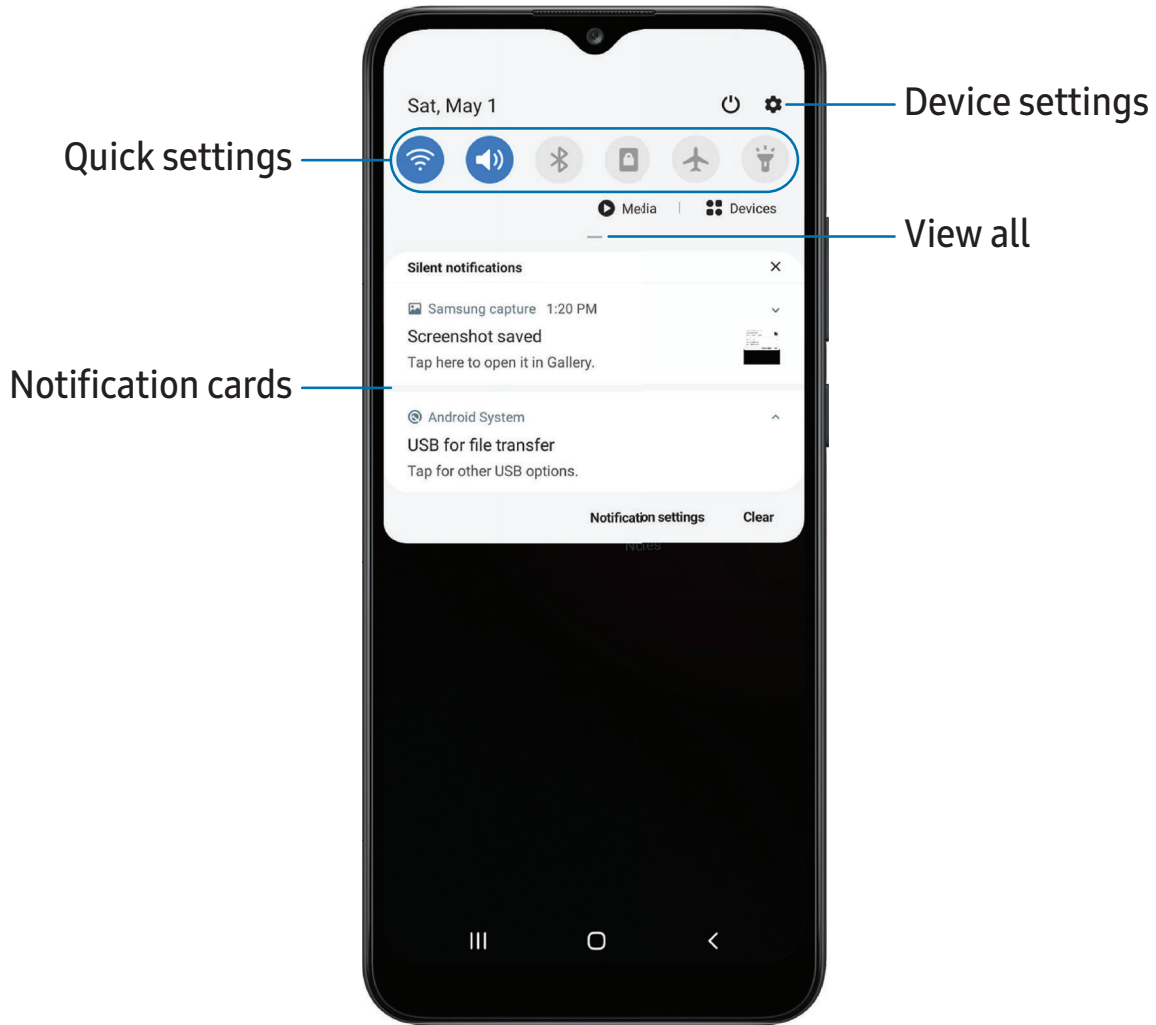 Sat, May 1
Device settings
Quick settings
Media | Devices
View all
Silent notifications
Samsung capture 1:20 PM
Screenshot saved
Tap here to open it in Gallery.
Notification cards
Android System
USB for file transfer
Tap for other USB options.
Notification settings Clear
Notes